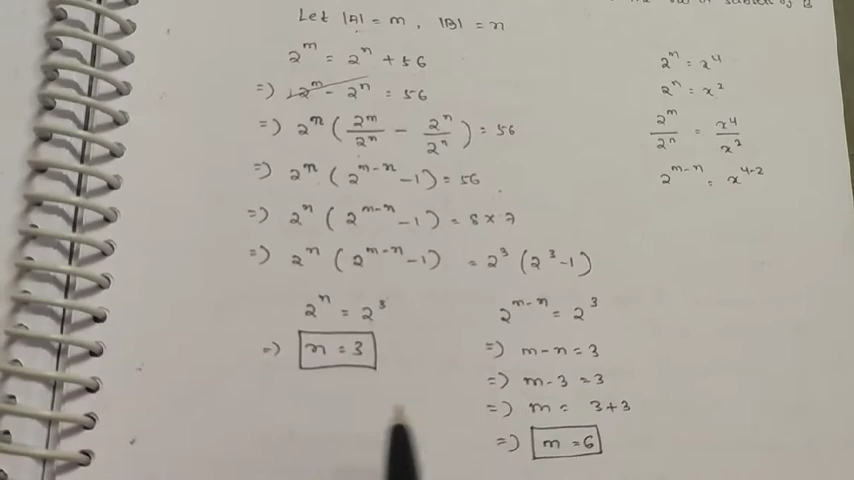 subsets of B
Let |A| = m, |B| = n
2^m = 2^n + 56
=) 2^m - 2^n = 56
=) 2^n ( 2^m/2^n - 2^n/2^n ) = 56
=) 2^n ( 2^{m-n} - 1 ) = 56
=) 2^n ( 2^{m-n} - 1 ) = 8 x 7
=) 2^n ( 2^{m-n} - 1 ) = 2^3 ( 2^3 - 1 )
2^n = 2^3
=) n = 3
2^{m-n} = 2^3
=) m - n = 3
=) m - 3 = 3
=) m = 3 + 3
=) m = 6
2^m = x^4
2^n = x^2
2^m/2^n = x^4/x^2
2^{m-n} = x^{4-2}